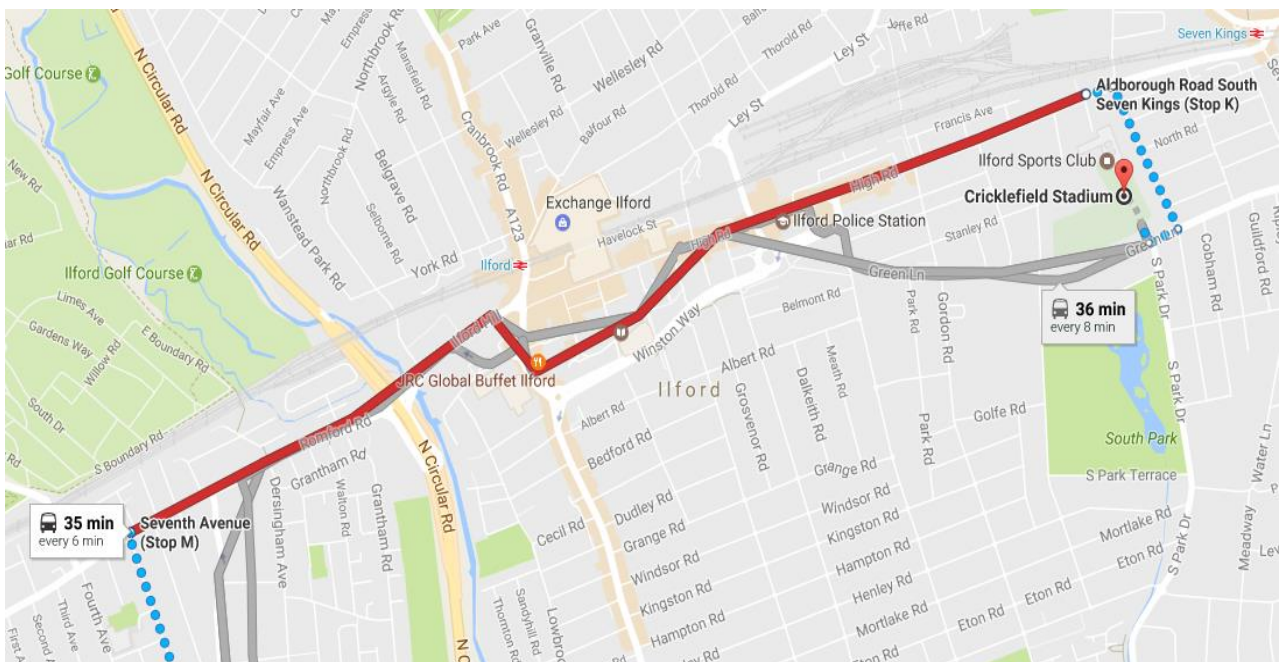 Golf Course
N Circular Rd
Park Ave
Granville Rd
Thorold Rd
Ley St
Seven Kings
Mayfair Ave
Empress Ave
Northbrook Rd
Argyle Rd
Mansfield Rd
Wellesley Rd
Balfour Rd
Thorold Rd
Aldborough Road South
Seven Kings (Stop K)
Mayfair Ave
Empress Ave
Cranbrook Rd
Wellesley Rd
Balfour Rd
Ley St
Francis Ave
North Rd
New Rd
N Circular Rd
Northbrook Rd
Belgrave Rd
Selborne Rd
Wanstead Park Rd
A123
Exchange Ilford
High Rd
Ilford Sports Club
Cricklefield Stadium
Ilford Police Station
Havelock St
Stanley Rd
York Rd
Ilford
High Rd
Green Ln
Green Ln
Cobham Rd
Guildford Rd
Ilford Golf Course
Limes Ave
Gardens Way
Willow Rd
E Boundary Rd
Winston Way
Belmont Rd
Park Rd
Gordon Rd
36 min
every 8 min
S Park Dr
Ilford Hill
JRC Global Buffet Ilford
Ilford
Albert Rd
Meath Rd
Dalkeith Rd
Grosvenor Rd
Albert Rd
Bedford Rd
Park Rd
Golfe Rd
S Park Dr
South Park
S Park Terrace
South Dr
S Boundary Rd
Romford Rd
Grantham Rd
N Circular Rd
Dersingham Ave
Walton Rd
Grantham Rd
Cecil Rd
Dudley Rd
Grange Rd
Windsor Rd
Kingston Rd
Hampton Rd
Grange Rd
Windsor Rd
Kingston Rd
Hampton Rd
Henley Rd
Mortlake Rd
Eton Rd
Mortlake Rd
Eton Rd
Eton Rd
S Park Dr
Water Ln
Meadway
35 min
every 6 min
Seventh Avenue
(Stop M)
Fourth Ave
Third Ave
Second A
First A
Sandyhill Rd
Thornton Rd
Lowbro